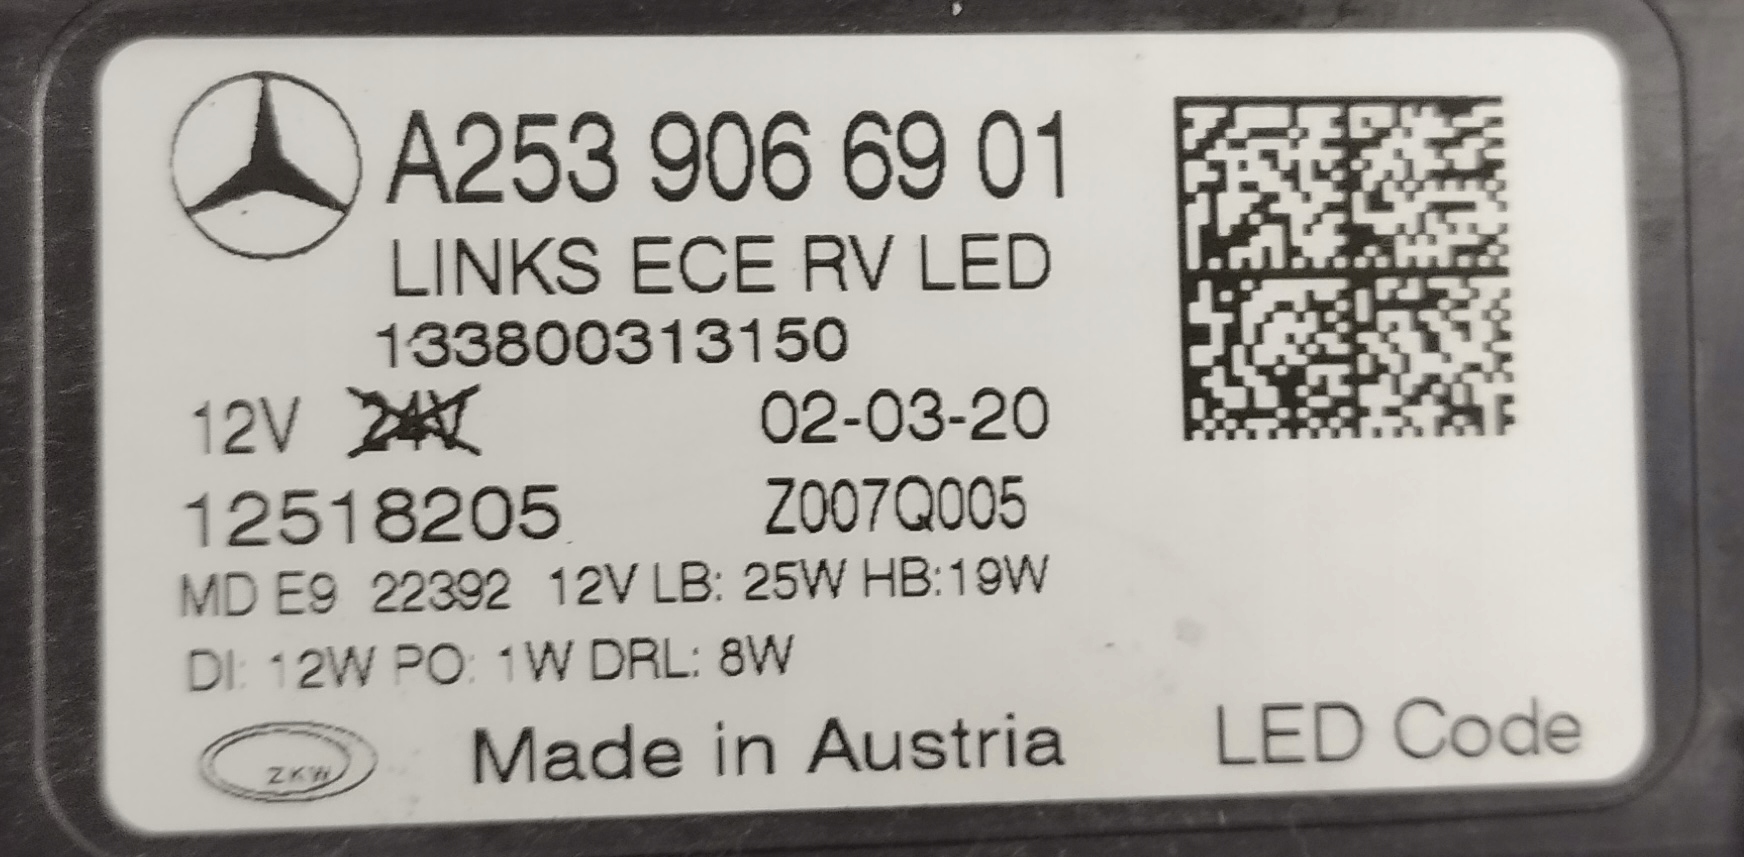 A253 906 69 01
LINKS ECE RV LED
133800313150
12V 24V 02-03-20
12518205 Z007Q005
MD E9 22392 12V LB: 25W HB:19W
DI: 12W PO: 1W DRL: 8W
ZKW Made in Austria LED Code